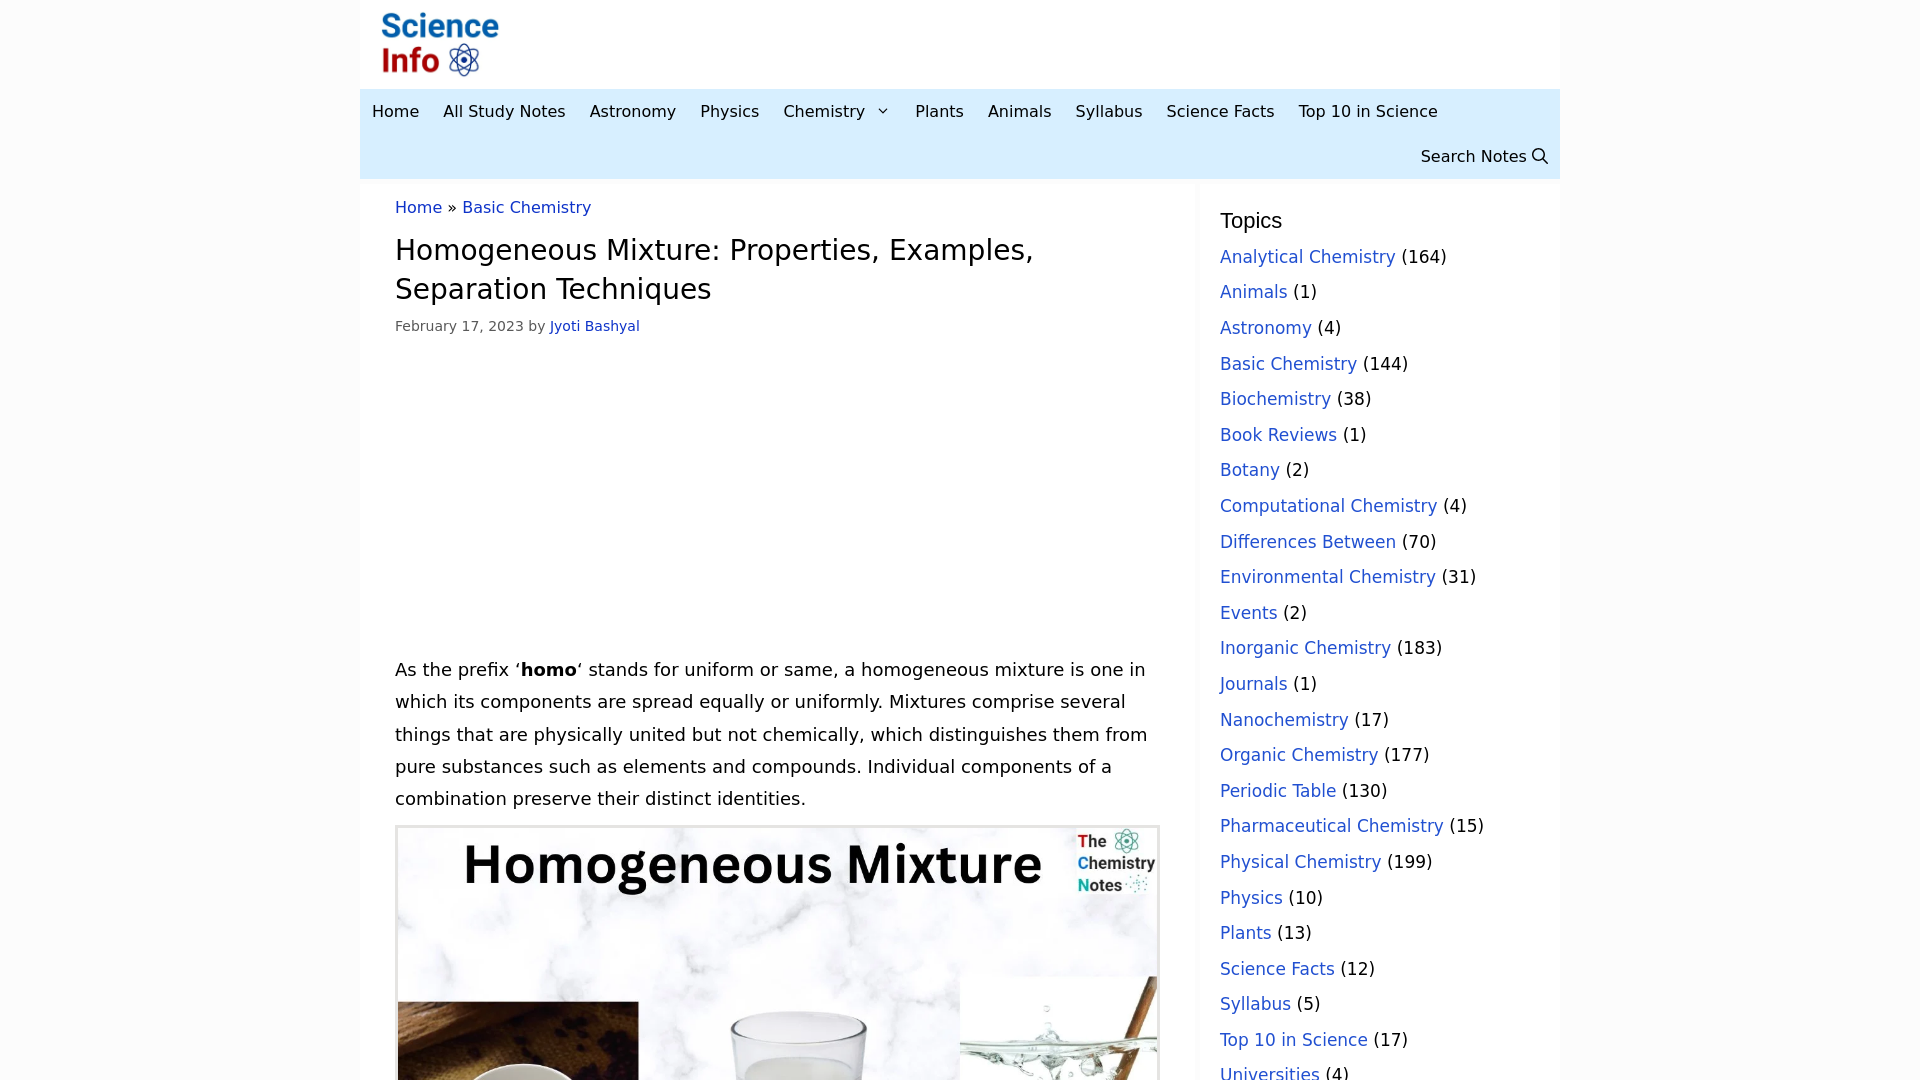 Science
Info
Home All Study Notes Astronomy Physics Chemistry Plants Animals Syllabus Science Facts Top 10 in Science
Search Notes
Home » Basic Chemistry
Homogeneous Mixture: Properties, Examples,
Separation Techniques
February 17, 2023 by Jyoti Bashyal
As the prefix ‘homo‘ stands for uniform or same, a homogeneous mixture is one in
which its components are spread equally or uniformly. Mixtures comprise several
things that are physically united but not chemically, which distinguishes them from
pure substances such as elements and compounds. Individual components of a
combination preserve their distinct identities.
Homogeneous Mixture
The
Chemistry
Notes
Topics
Analytical Chemistry (164)
Animals (1)
Astronomy (4)
Basic Chemistry (144)
Biochemistry (38)
Book Reviews (1)
Botany (2)
Computational Chemistry (4)
Differences Between (70)
Environmental Chemistry (31)
Events (2)
Inorganic Chemistry (183)
Journals (1)
Nanochemistry (17)
Organic Chemistry (177)
Periodic Table (130)
Pharmaceutical Chemistry (15)
Physical Chemistry (199)
Physics (10)
Plants (13)
Science Facts (12)
Syllabus (5)
Top 10 in Science (17)
Universities (4)